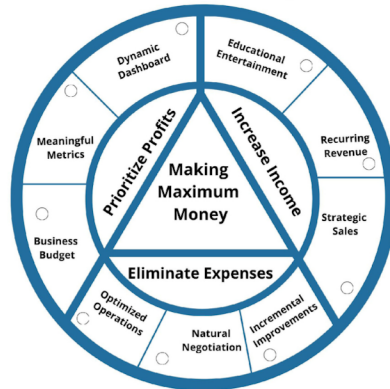 Dynamic
Dashboard
Educational
Entertainment
Meaningful
Metrics
Prioritize Profits
Increase Income
Recurring
Revenue
Making
Maximum
Money
Business
Budget
Strategic
Sales
Eliminate Expenses
Optimized
Operations
Natural
Negotiation
Incremental
Improvements